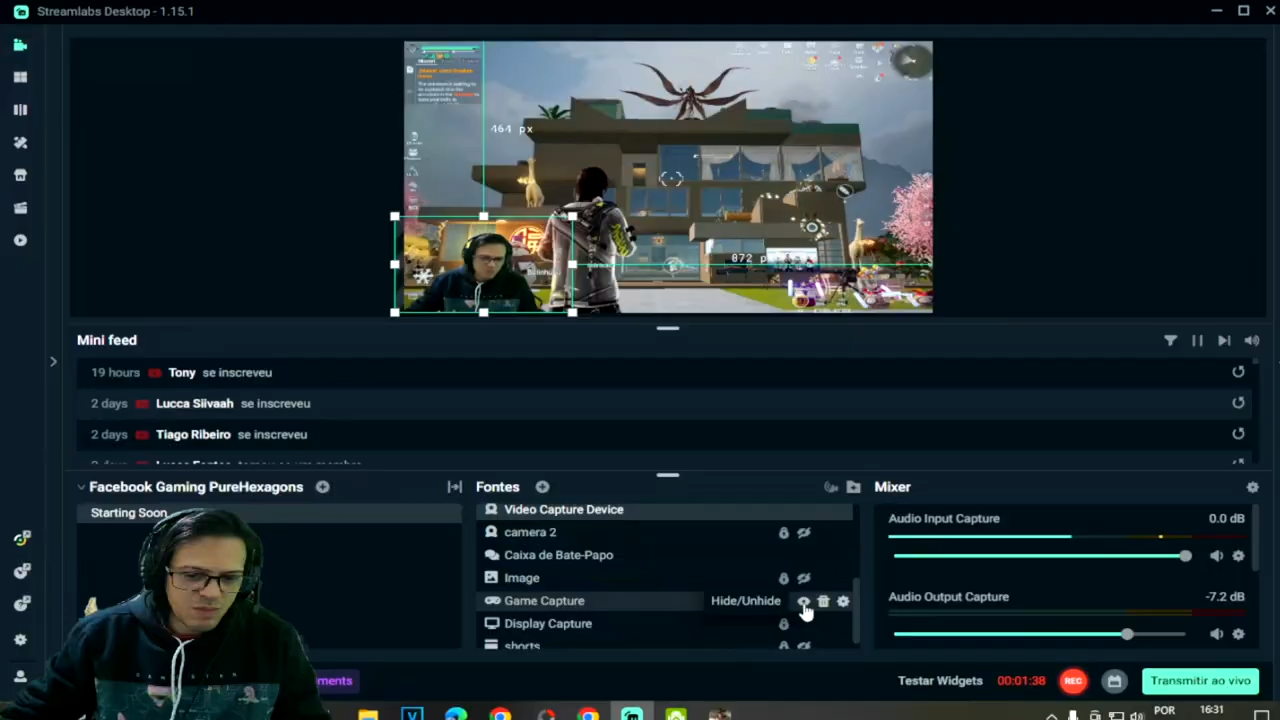 Streamlabs Desktop - 1.15.1
464 px
872 p
Mini feed
19 hours Tony se inscreveu
2 days Lucca Siivaah se inscreveu
2 days Tiago Ribeiro se inscreveu
Facebook Gaming PureHexagons
Starting Soon
Fontes
Video Capture Device
camera 2
Caixa de Bate-Papo
Image
Game Capture Hide/Unhide
Display Capture
shorts
Mixer
Audio Input Capture 0.0 dB
Audio Output Capture -7.2 dB
ments
Testar Widgets 00:01:38 REC Transmitir ao vivo
POR 16:31